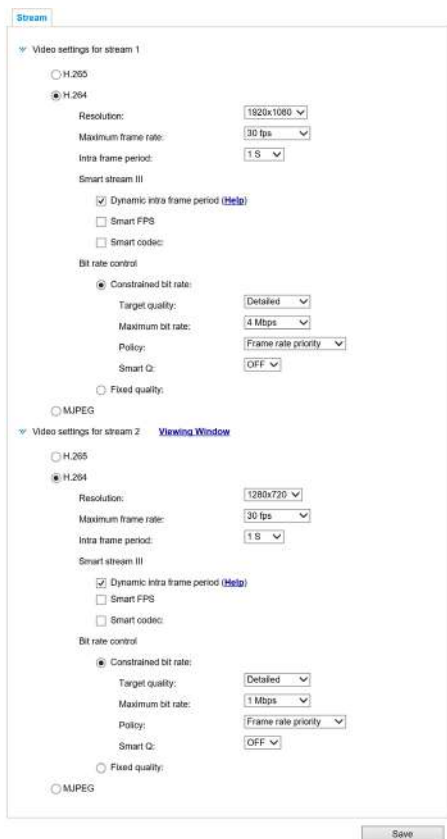 Stream
Video settings for stream 1
H.265
H.264
Resolution: 1920x1080
Maximum frame rate: 30 fps
Intra frame period: 1 S
Smart stream III
Dynamic intra frame period (Help)
Smart FPS
Smart codec:
Bit rate control
Constrained bit rate:
Target quality: Detailed
Maximum bit rate: 4 Mbps
Policy: Frame rate priority
Smart Q: OFF
Fixed quality:
MJPEG
Video settings for stream 2 Viewing Window
H.265
H.264
Resolution: 1280x720
Maximum frame rate: 30 fps
Intra frame period: 1 S
Smart stream III
Dynamic intra frame period (Help)
Smart FPS
Smart codec:
Bit rate control
Constrained bit rate:
Target quality: Detailed
Maximum bit rate: 1 Mbps
Policy: Frame rate priority
Smart Q: OFF
Fixed quality:
MJPEG
Save